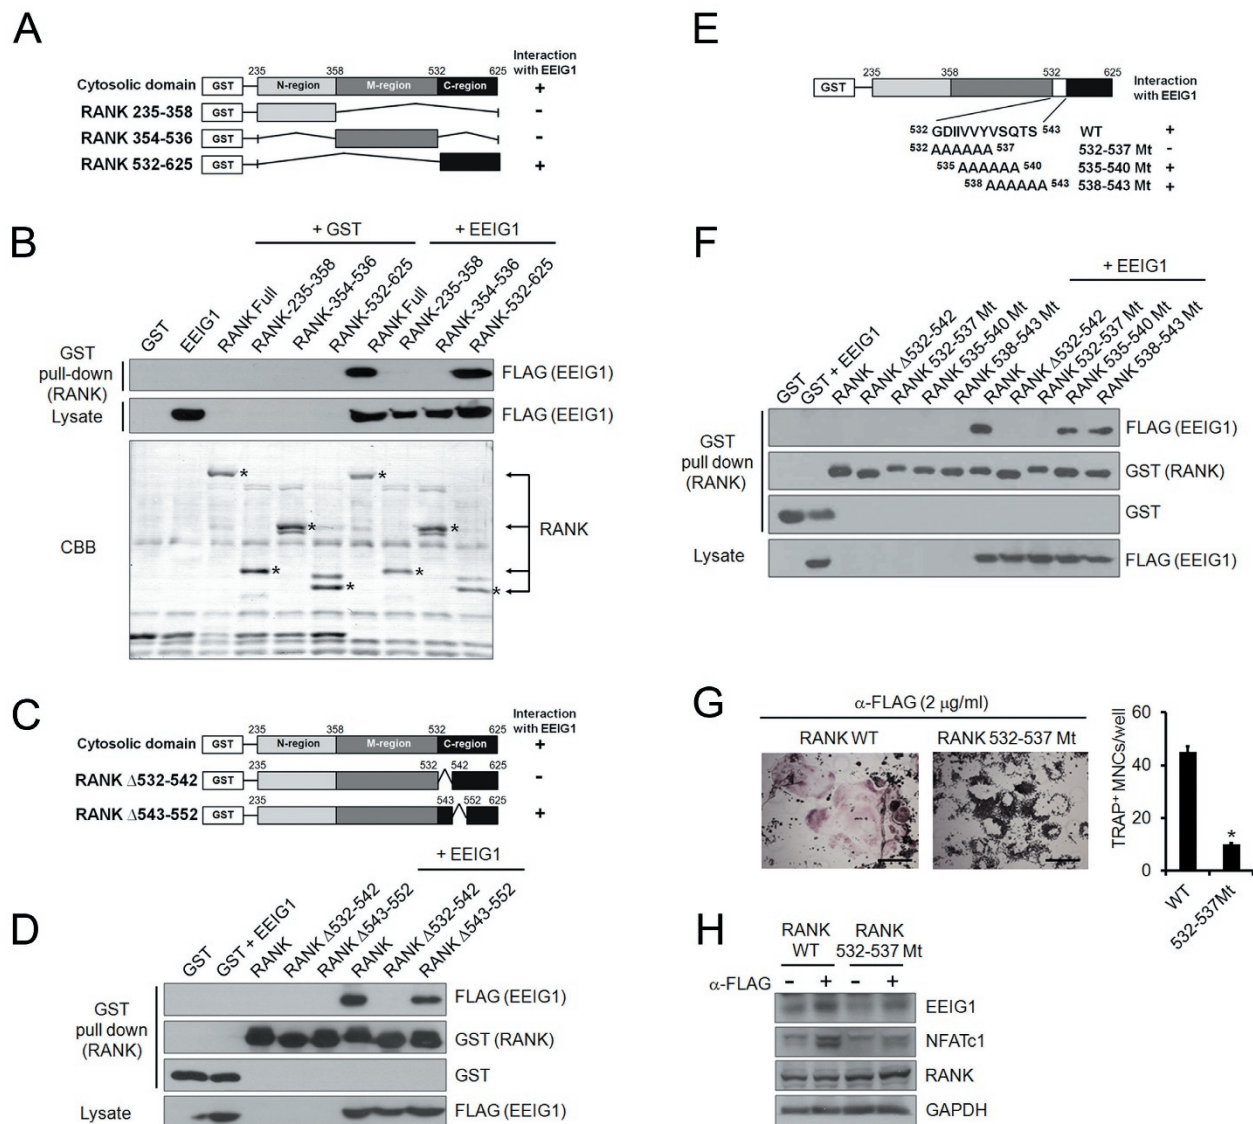 A
Interaction
with EEIG1
235 358 532 625
Cytosolic domain GST N-region M-region C-region +
RANK 235-358 GST -
RANK 354-536 GST -
RANK 532-625 GST +
B
+ GST + EEIG1
GST
EEIG1
RANK Full
RANK-235-358
RANK-354-536
RANK-532-625
RANK Full
RANK-235-358
RANK-354-536
RANK-532-625
GST
pull-down
(RANK)
FLAG (EEIG1)
Lysate FLAG (EEIG1)
* * * * * * * *
CBB RANK
C
Interaction
with EEIG1
235 358 532 625
Cytosolic domain GST N-region M-region C-region +
235 532 542 625
RANK Δ532-542 GST -
235 543 552 625
RANK Δ543-552 GST +
D
+ EEIG1
GST
GST + EEIG1
RANK
RANK Δ532-542
RANK Δ543-552
RANK
RANK Δ532-542
RANK Δ543-552
GST
pull down
(RANK)
FLAG (EEIG1)
GST (RANK)
GST
Lysate FLAG (EEIG1)
E
235 358 532 625
GST
Interaction
with EEIG1
532 GDIIVVYVSQTS 543 WT +
532 AAAAAA 537 532-537 Mt -
535 AAAAAA 540 535-540 Mt +
538 AAAAAA 543 538-543 Mt +
F
+ EEIG1
GST
GST + EEIG1
RANK
RANK Δ532-542
RANK 532-537 Mt
RANK 535-540 Mt
RANK 538-543 Mt
RANK
RANK Δ532-542
RANK 532-537 Mt
RANK 535-540 Mt
RANK 538-543 Mt
GST
pull down
(RANK)
FLAG (EEIG1)
GST (RANK)
GST
Lysate FLAG (EEIG1)
G
α-FLAG (2 μg/ml)
RANK WT RANK 532-537 Mt
TRAP+ MNCs/well
60
40
20
0
*
WT
532-537Mt
H
RANK RANK
WT 532-537 Mt
α-FLAG - + - +
EEIG1
NFATc1
RANK
GAPDH